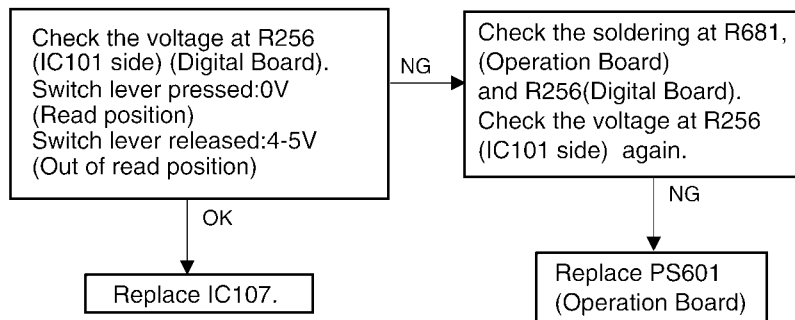 Check the voltage at R256
(IC101 side) (Digital Board).
Switch lever pressed:0V
(Read position)
Switch lever released:4-5V
(Out of read position)
NG
Check the soldering at R681,
(Operation Board)
and R256(Digital Board).
Check the voltage at R256
(IC101 side) again.
OK
NG
Replace IC107.
Replace PS601
(Operation Board)